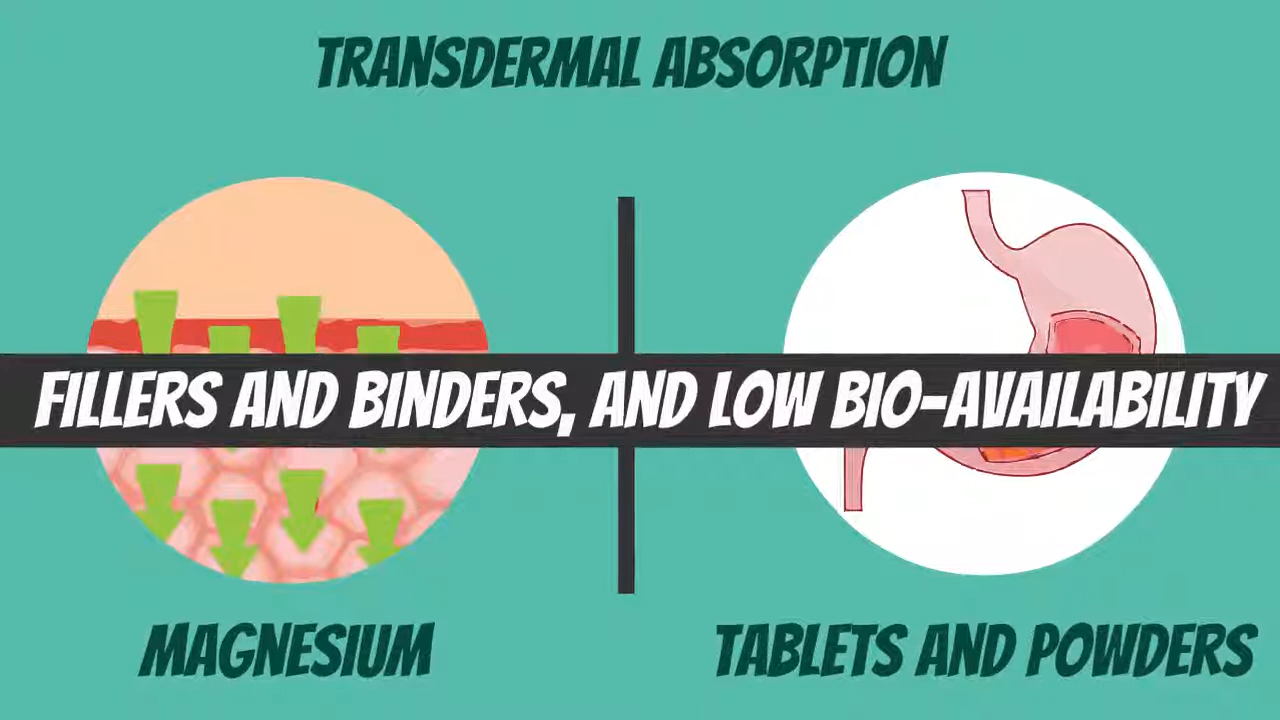 TRANSDERMAL ABSORPTION
FILLERS AND BINDERS, AND LOW BIO-AVAILABILITY
MAGNESIUM
TABLETS AND POWDERS